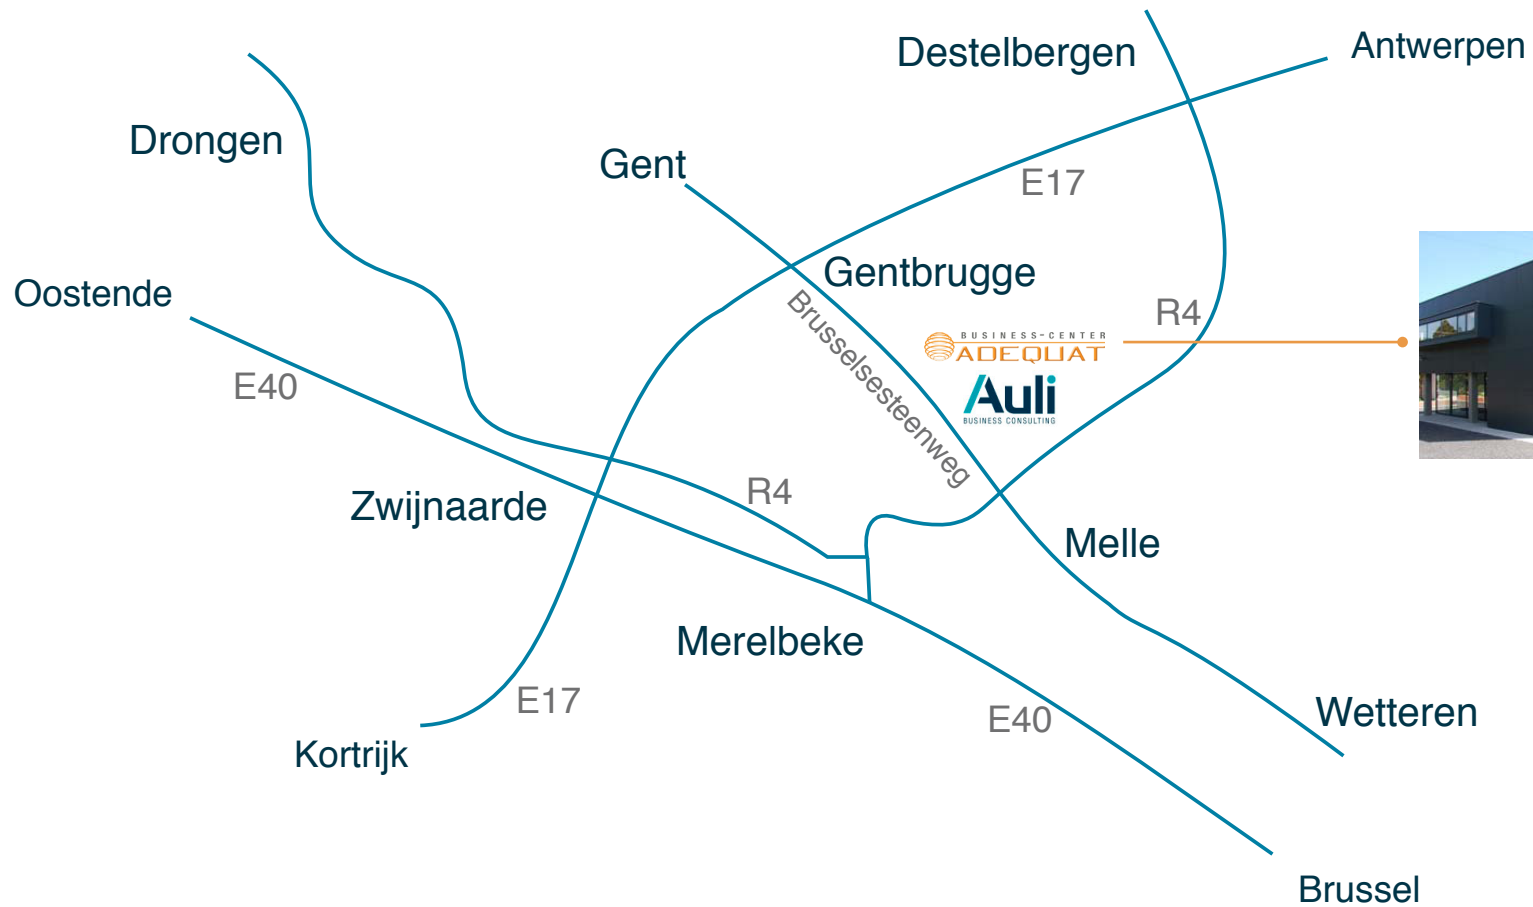 Destelbergen
Antwerpen
Drongen
Gent
E17
Gentbrugge
Oostende
R4
Brusselsesteenweg
BUSINESS-CENTER
ADEQUAT
E40
Auli
BUSINESS CONSULTING
R4
Zwijnaarde
Melle
Merelbeke
E17
E40
Wetteren
Kortrijk
Brussel